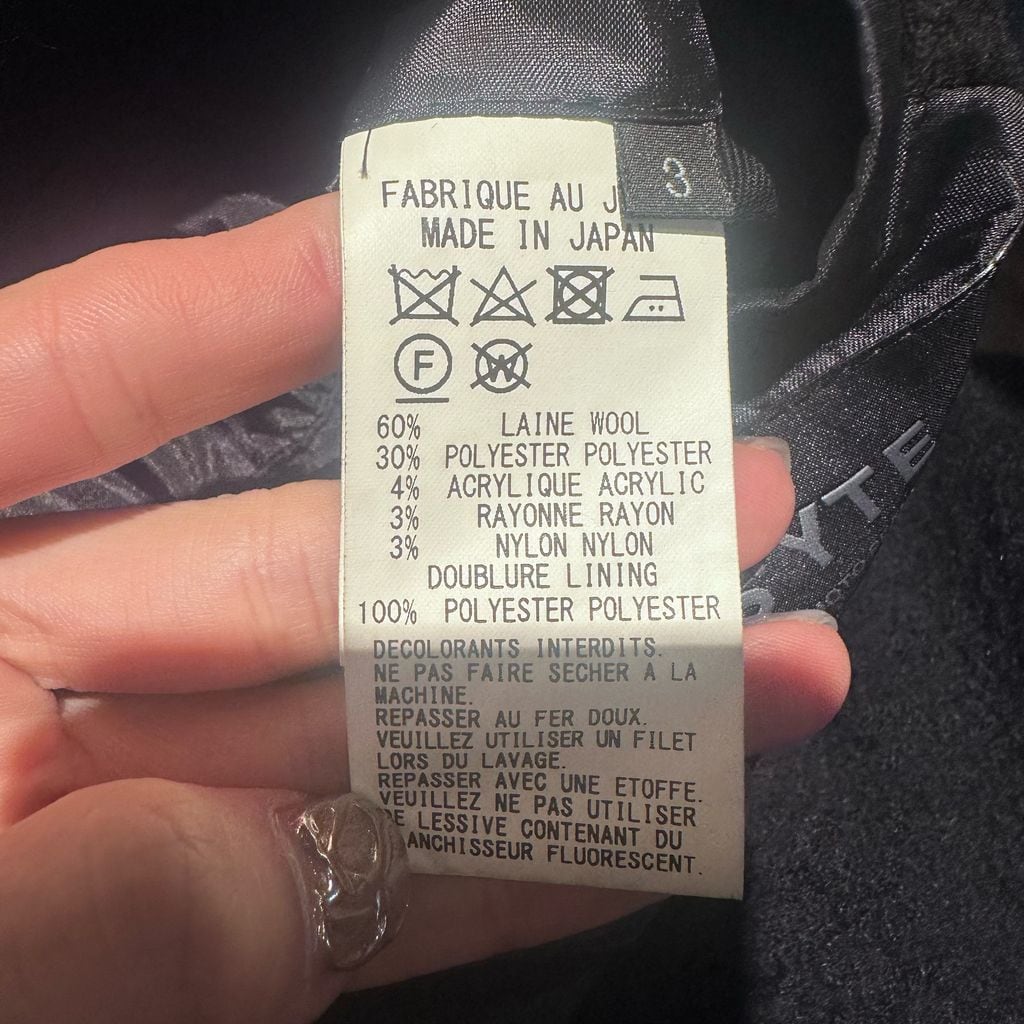 3
FABRIQUE AU J
MADE IN JAPAN
F
W
60% LAINE WOOL
30% POLYESTER POLYESTER
4% ACRYLIQUE ACRYLIC
3% RAYONNE RAYON
3% NYLON NYLON
DOUBLURE LINING
100% POLYESTER POLYESTER
DECOLORANTS INTERDITS.
NE PAS FAIRE SECHER A LA
MACHINE.
REPASSER AU FER DOUX.
VEUILLEZ UTILISER UN FILET
LORS DU LAVAGE.
REPASSER AVEC UNE ETOFFE.
VEUILLEZ NE PAS UTILISER
DE LESSIVE CONTENANT DU
ANCHISSEUR FLUORESCENT.
YTE